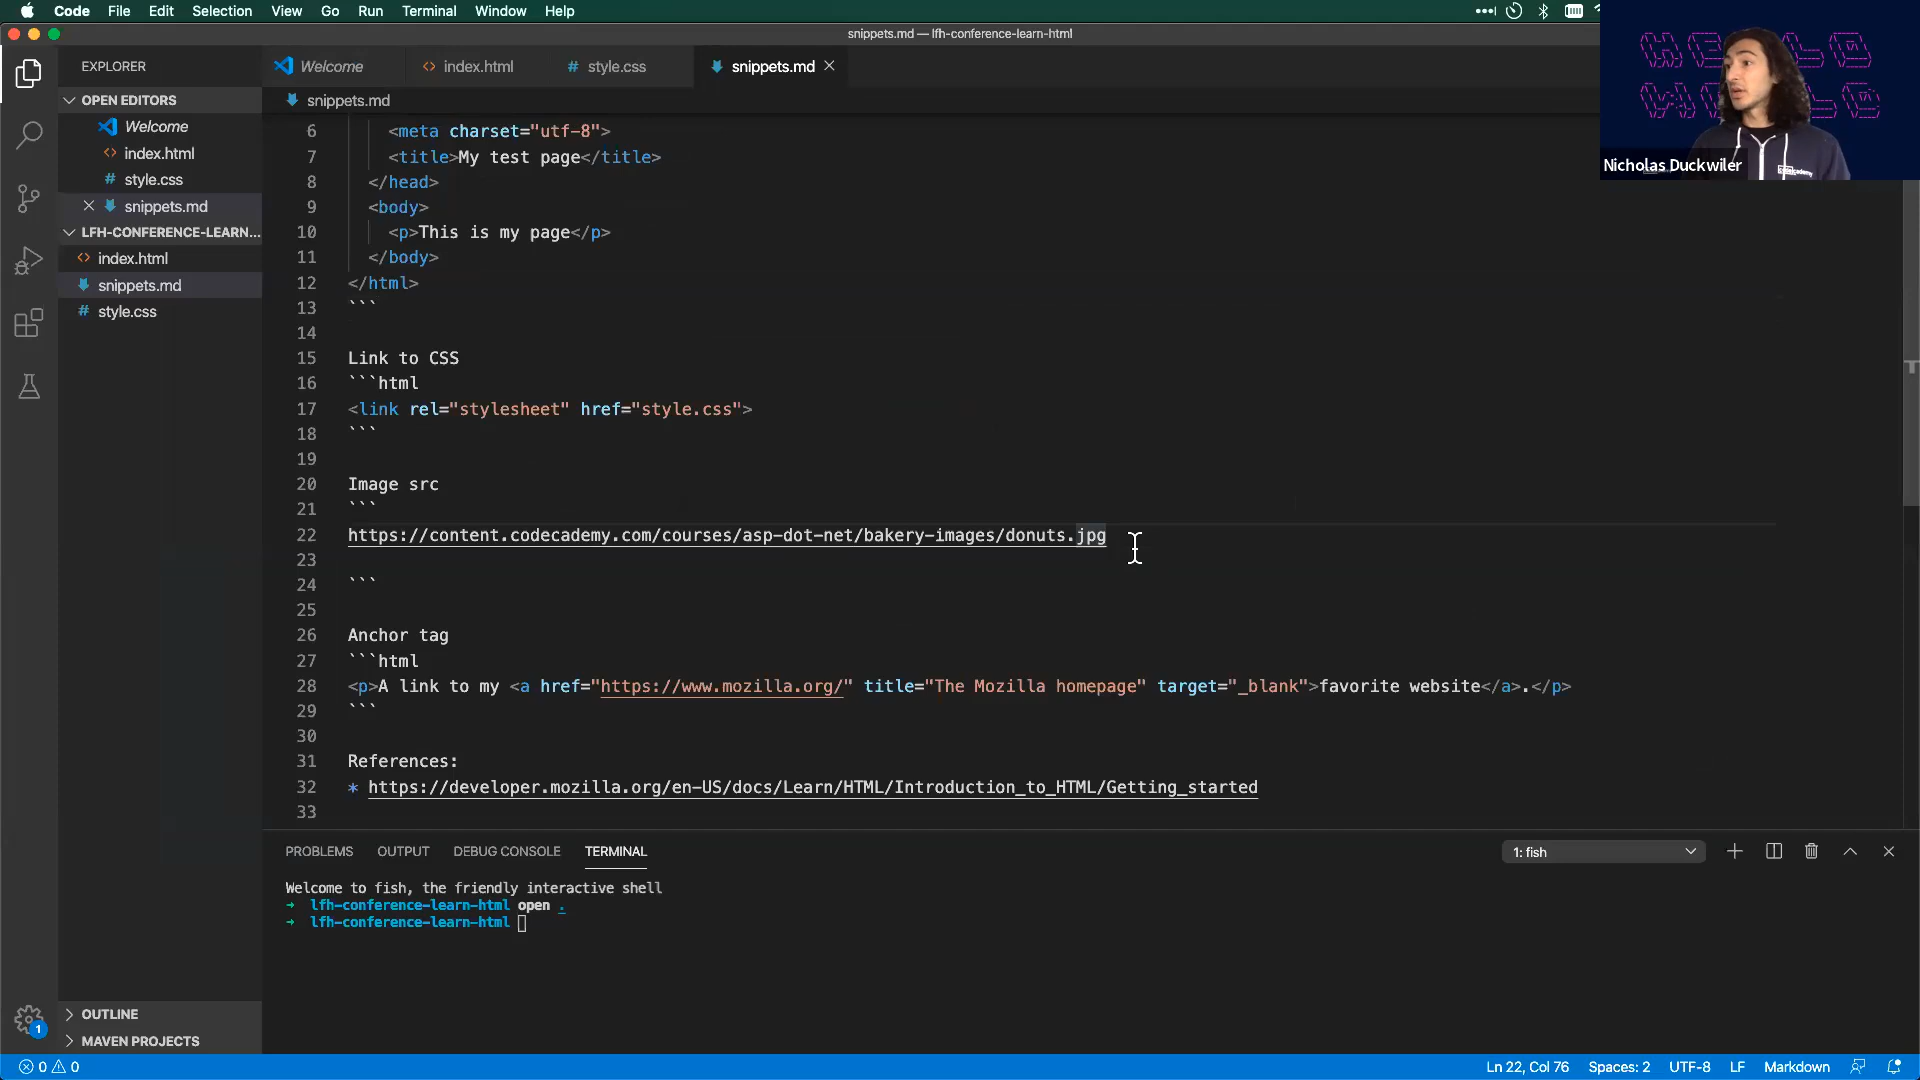 Code File Edit Selection View Go Run Terminal Window Help
snippets.md — lfh-conference-learn-html
EXPLORER
Welcome
index.html
style.css
snippets.md
OPEN EDITORS
Welcome
index.html
style.css
snippets.md
LFH-CONFERENCE-LEARN...
index.html
snippets.md
style.css
OUTLINE
MAVEN PROJECTS
1
snippets.md
6 <meta charset="utf-8">
7 <title>My test page</title>
8 </head>
9 <body>
10 <p>This is my page</p>
11 </body>
12 </html>
13 ```
14
15 Link to CSS
16 ```html
17 <link rel="stylesheet" href="style.css">
18 ```
19
20 Image src
21 ```
22 https://content.codecademy.com/courses/asp-dot-net/bakery-images/donuts.jpg
23
24 ```
25
26 Anchor tag
27 ```html
28 <p>A link to my <a href="https://www.mozilla.org/" title="The Mozilla homepage" target="_blank">favorite website</a>.</p>
29 ```
30
31 References:
32 * https://developer.mozilla.org/en-US/docs/Learn/HTML/Introduction_to_HTML/Getting_started
33
Nicholas Duckwiler
PROBLEMS OUTPUT DEBUG CONSOLE TERMINAL
1: fish
Welcome to fish, the friendly interactive shell
➜ lfh-conference-learn-html open .
➜ lfh-conference-learn-html
0 0
Ln 22, Col 76 Spaces: 2 UTF-8 LF Markdown